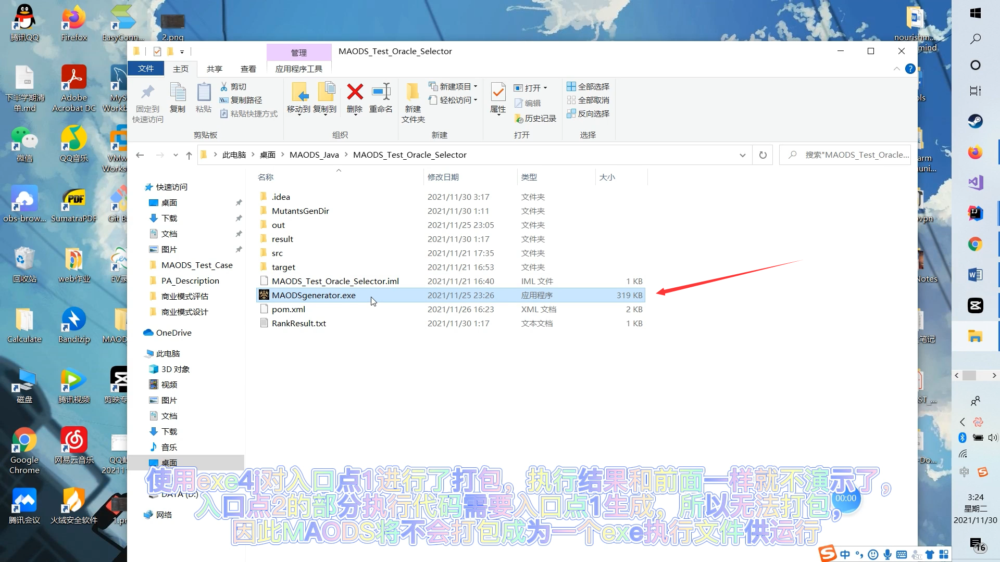 腾讯QQ
Firefox
EasyConn...
2.png
nourishm...
mind
下半学期清
单.md
Adobe
Acrobat DC
MyS
Workb
微信
QQ音乐
VMw
Works
obs-brow...
SumatraPDF
Git B
回收站
web作业
EV录
Calculate
Bandizip
MAOD
磁盘
腾讯视频
剪映专
Google
Chrome
网易云音乐
QQ截
202111
腾讯会议
火绒安全软件
1.pr
管理
MAODS_Test_Oracle_Selector
文件
主页
共享
查看
应用程序工具
固定到
快速访问
复制
粘贴
剪切
复制路径
粘贴快捷方式
剪贴板
移动到
复制到
删除
重命名
组织
新建
文件夹
新建项目
轻松访问
新建
属性
打开
编辑
历史记录
打开
全部选择
全部取消
反向选择
选择
此电脑 > 桌面 > MAODS_Java > MAODS_Test_Oracle_Selector
搜索"MAODS_Test_Oracle...
快速访问
桌面
下载
文档
图片
MAODS_Test_Case
PA_Description
商业模式评估
商业模式设计
OneDrive
此电脑
3D 对象
视频
图片
文档
下载
音乐
桌面
DATA (D:)
网络
名称 修改日期 类型 大小
.idea 2021/11/30 3:17 文件夹
MutantsGenDir 2021/11/30 1:11 文件夹
out 2021/11/25 23:05 文件夹
result 2021/11/30 1:17 文件夹
src 2021/11/21 17:35 文件夹
target 2021/11/21 16:53 文件夹
MAODS_Test_Oracle_Selector.iml 2021/11/21 16:40 IML 文件 1 KB
MAODSgenerator.exe 2021/11/25 23:26 应用程序 319 KB
pom.xml 2021/11/26 16:23 XML 文档 2 KB
RankResult.txt 2021/11/30 1:17 文本文档 1 KB
使用exe4j对入口点1进行了打包，执行结果和前面一样就不演示了，
入口点2的部分执行代码需要入口点1生成，所以无法打包，
因此MAODS将不会打包成为一个exe执行文件供运行
00:00
ols
arm
uni...
vpn
Notes
笔记
ST_...
-Do...
中
3:24
星期二
2021/11/30
16
中